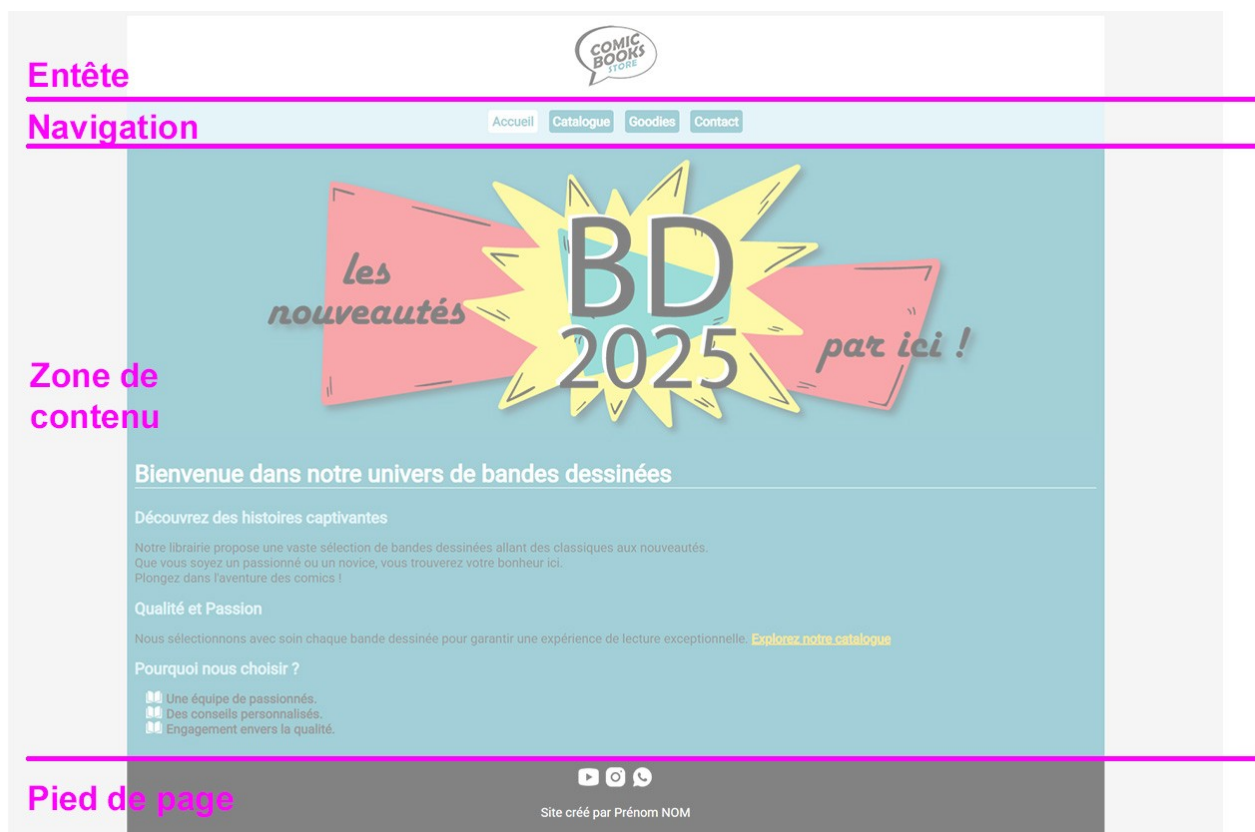 COMIC
BOOKS
STORE
Entête
Navigation
Accueil Catalogue Goodies Contact
les
nouveautés
BD
2025
par ici !
Zone de
contenu
Bienvenue dans notre univers de bandes dessinées
Découvrez des histoires captivantes
Notre librairie propose une vaste sélection de bandes dessinées allant des classiques aux nouveautés.
Que vous soyez un passionné ou un novice, vous trouverez votre bonheur ici.
Plongez dans l'aventure des comics !
Qualité et Passion
Nous sélectionnons avec soin chaque bande dessinée pour garantir une expérience de lecture exceptionnelle. Explorez notre catalogue
Pourquoi nous choisir ?
Une équipe de passionnés.
Des conseils personnalisés.
Engagement envers la qualité.
Pied de page
Site créé par Prénom NOM